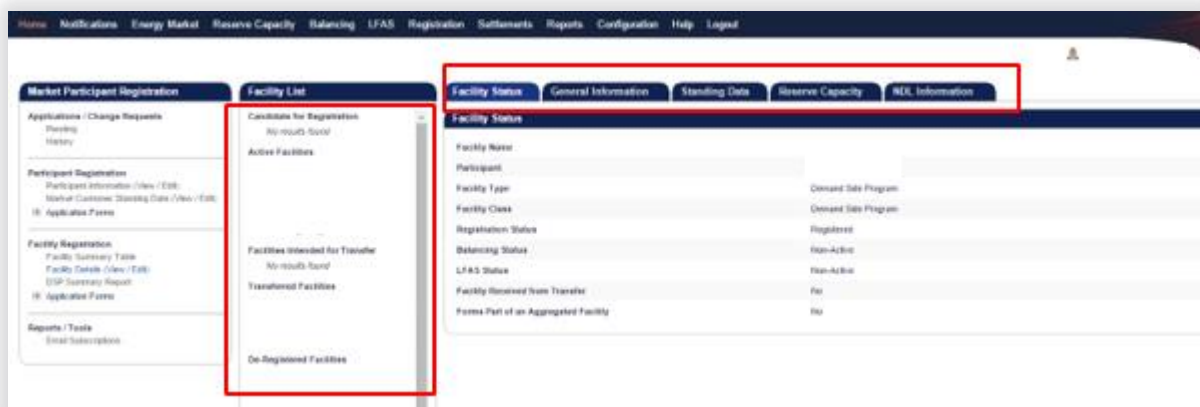 Home Notifications Energy Market Reserve Capacity Balancing LFAS Registration Settlements Reports Configuration Help Logout
Market Participant Registration
Applications / Change Requests
Pending
History
Participant Registration
Participant Information (View / Edit)
Market Customer Standing Data (View / Edit)
Application Forms
Facility Registration
Facility Summary Table
Facility Details (View / Edit)
DSP Summary Report
Application Forms
Reports / Tools
Email Subscriptions
Facility List
Candidate for Registration
No results found
Active Facilities
Facilities Intended for Transfer
No results found
Transferred Facilities
De-Registered Facilities
Facility Status General Information Standing Data Reserve Capacity NDL Information
Facility Status
Facility Name
Participant
Facility Type Demand Side Program
Facility Class Demand Side Program
Registration Status Registered
Balancing Status Non-Active
LFAS Status Non-Active
Facility Received from Transfer No
Forms Part of an Aggregated Facility No